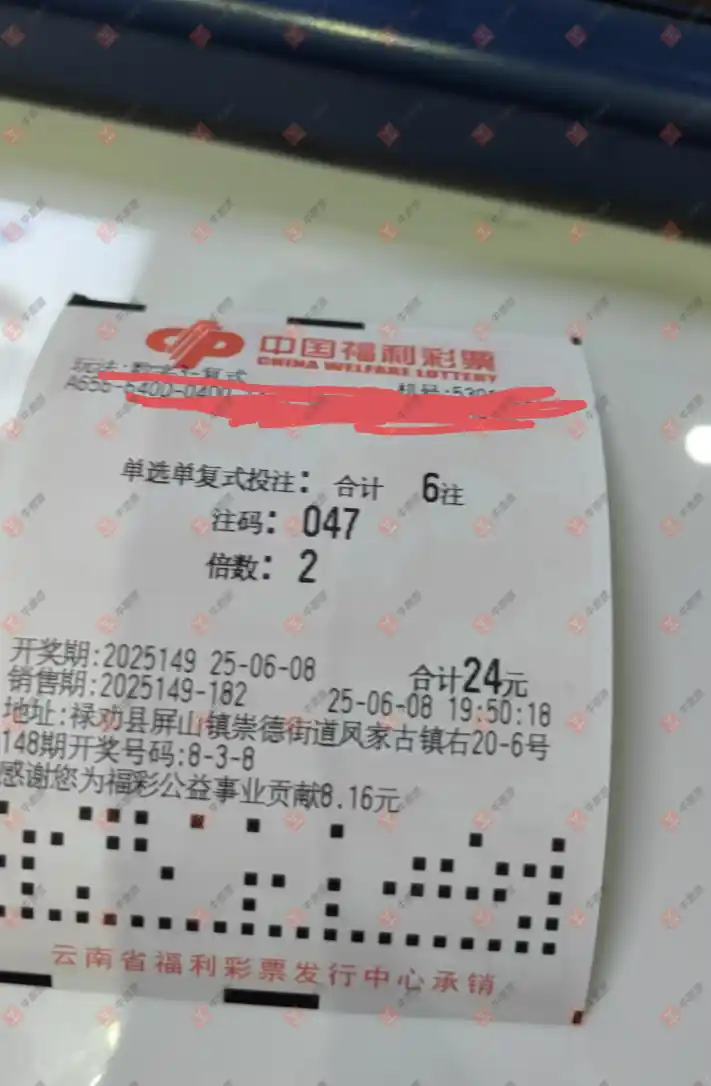 中国福利彩票
CHINA WELFARE LOTTERY
单选单复式投注: 合计 6注
注码: 047
倍数: 2
开奖期:2025149 25-06-08 合计24元
销售期:2025149-182 25-06-08 19:50:18
地址:禄劝县屏山镇崇德街道凤家古镇右20-6号
148期开奖号码:8-3-8
感谢您为福彩公益事业贡献8.16元
云南省福利彩票发行中心承销